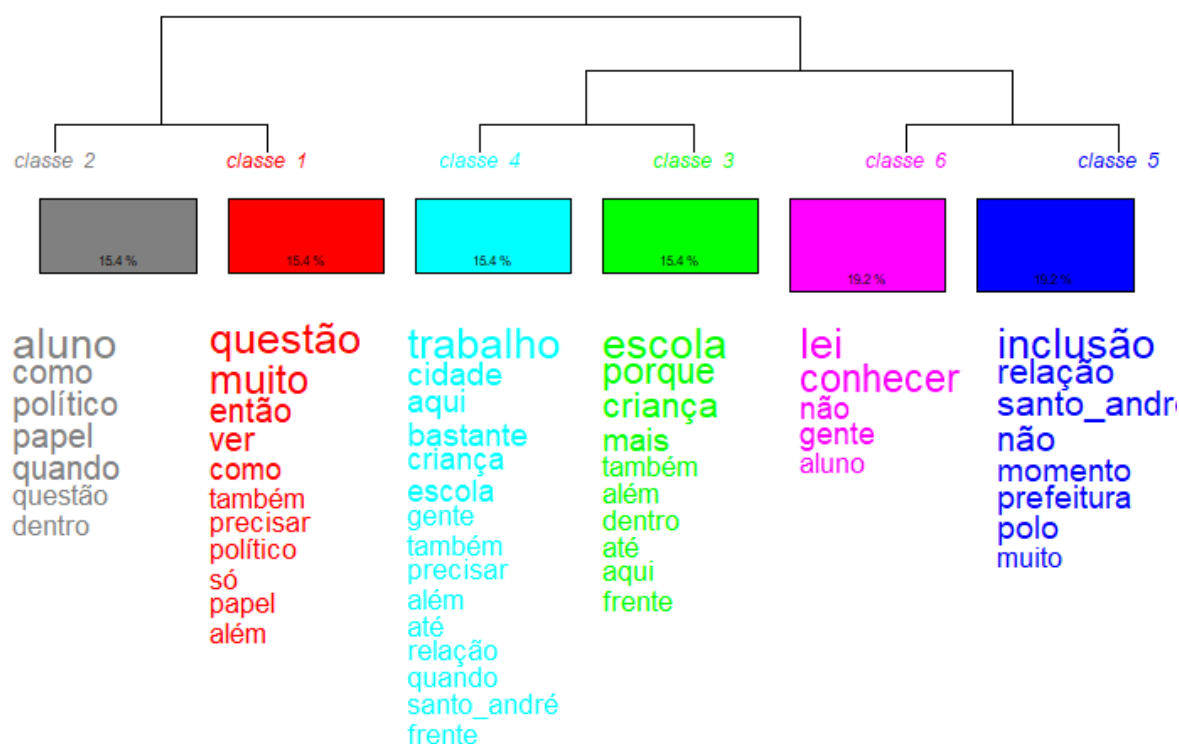 classe 2
classe 1
classe 4
classe 3
classe 6
classe 5
15.4 %
15.4 %
15.4 %
15.4 %
19.2 %
19.2 %
aluno
como
político
papel
quando
questão
dentro
questão
muito
então
ver
como
também
precisar
político
só
papel
além
trabalho
cidade
aqui
bastante
criança
escola
gente
também
precisar
além
até
relação
quando
santo_andré
frente
escola
porque
criança
mais
também
além
dentro
até
aqui
frente
lei
conhecer
não
gente
aluno
inclusão
relação
santo_andr
não
momento
prefeitura
polo
muito